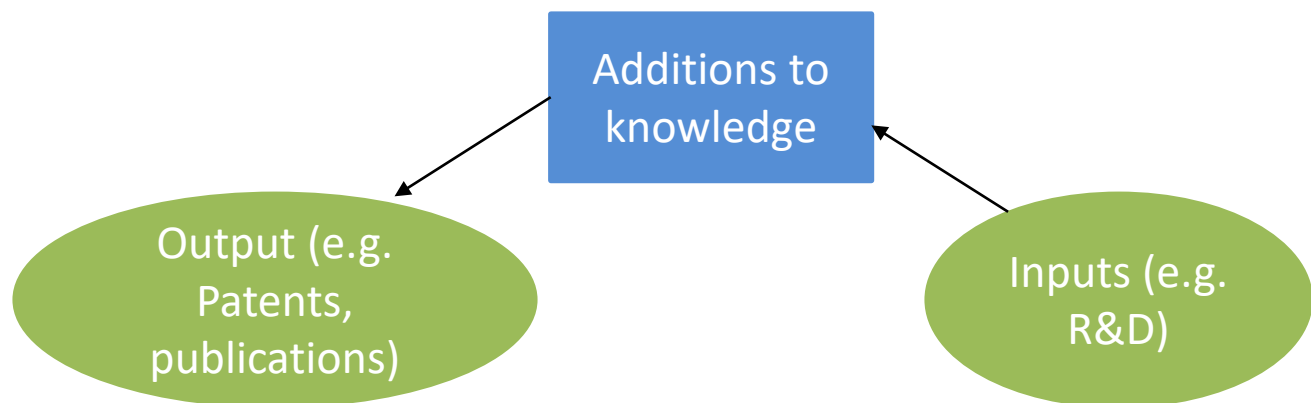 Additions to
knowledge
Output (e.g.
Patents,
publications)
Inputs (e.g.
R&D)